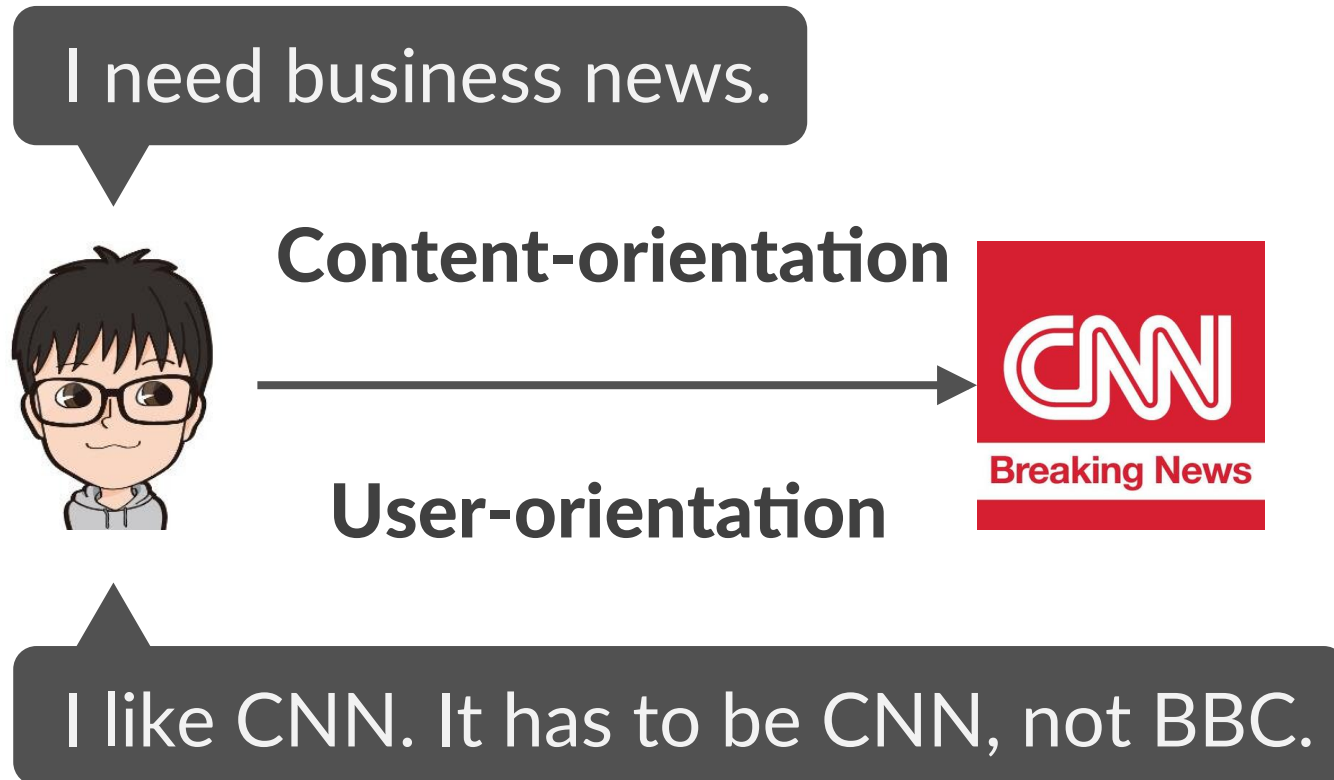 I need business news.
Content-orientation
CNN
Breaking News
User-orientation
I like CNN. It has to be CNN, not BBC.